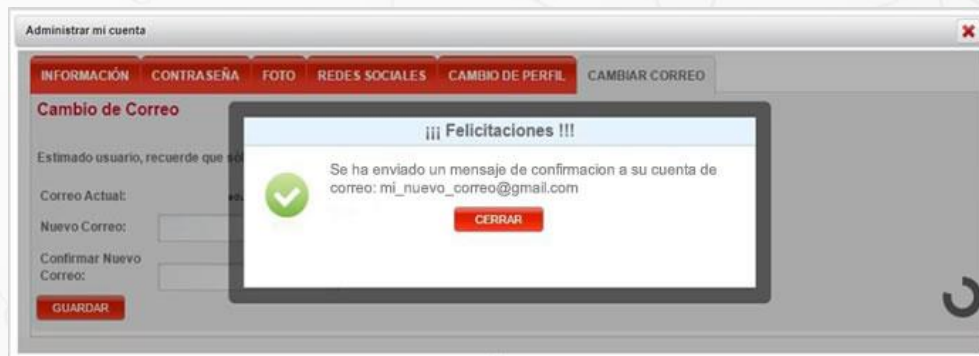 Administrar mi cuenta
INFORMACIÓN CONTRASEÑA FOTO REDES SOCIALES CAMBIO DE PERFIL CAMBIAR CORREO
Cambio de Correo
¡¡¡ Felicitaciones !!!
Estimado usuario, recuerde que
Se ha enviado un mensaje de confirmacion a su cuenta de
correo: mi_nuevo_correo@gmail.com
Correo Actual:
CERRAR
Nuevo Correo:
Confirmar Nuevo
Correo:
GUARDAR